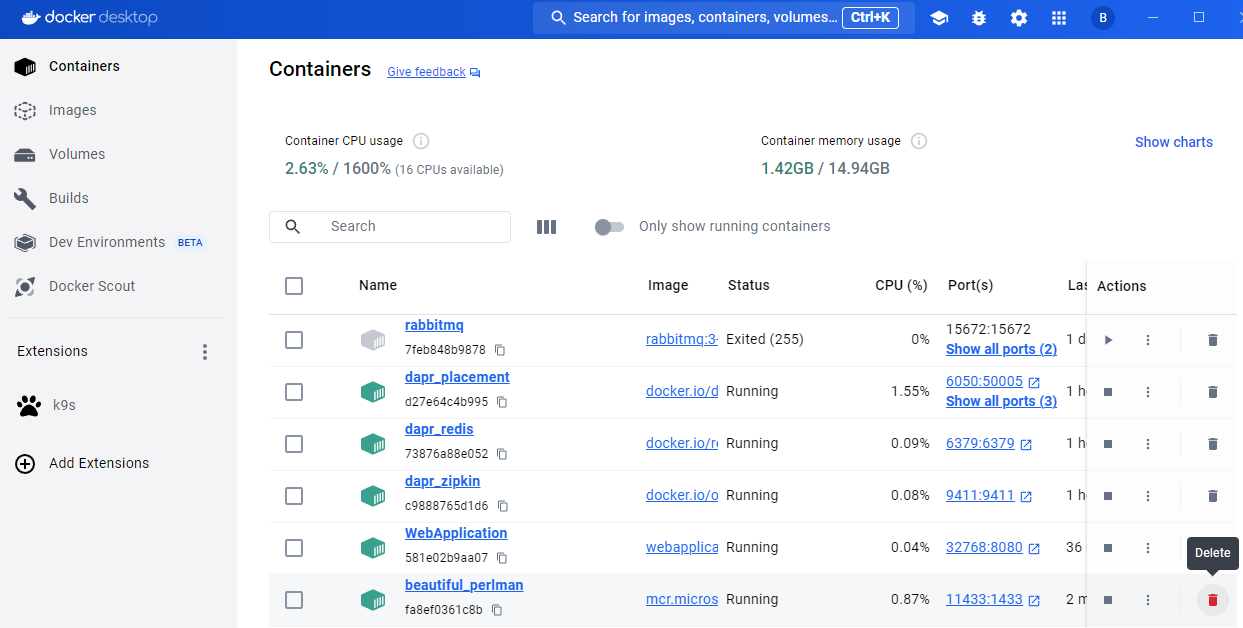 docker desktop
Search for images, containers, volumes... Ctrl+K
B
Containers
Images
Volumes
Builds
Dev Environments BETA
Docker Scout
Extensions
k9s
Add Extensions
Containers Give feedback
Container CPU usage
2.63% / 1600% (16 CPUs available)
Container memory usage
1.42GB / 14.94GB
Show charts
Search
Only show running containers
Name Image Status CPU (%) Port(s) Las Actions
rabbitmq
7feb848b9878
rabbitmq:3- Exited (255) 0% 15672:15672
Show all ports (2)
1 d
dapr_placement
d27e64c4b995
docker.io/d Running 1.55% 6050:50005
Show all ports (3)
1 h
dapr_redis
73876a88e052
docker.io/r Running 0.09% 6379:6379 1 h
dapr_zipkin
c9888765d1d6
docker.io/o Running 0.08% 9411:9411 1 h
WebApplication
581e02b9aa07
webapplica Running 0.04% 32768:8080 36
Delete
beautiful_perlman
fa8ef0361c8b
mcr.micros Running 0.87% 11433:1433 2 m